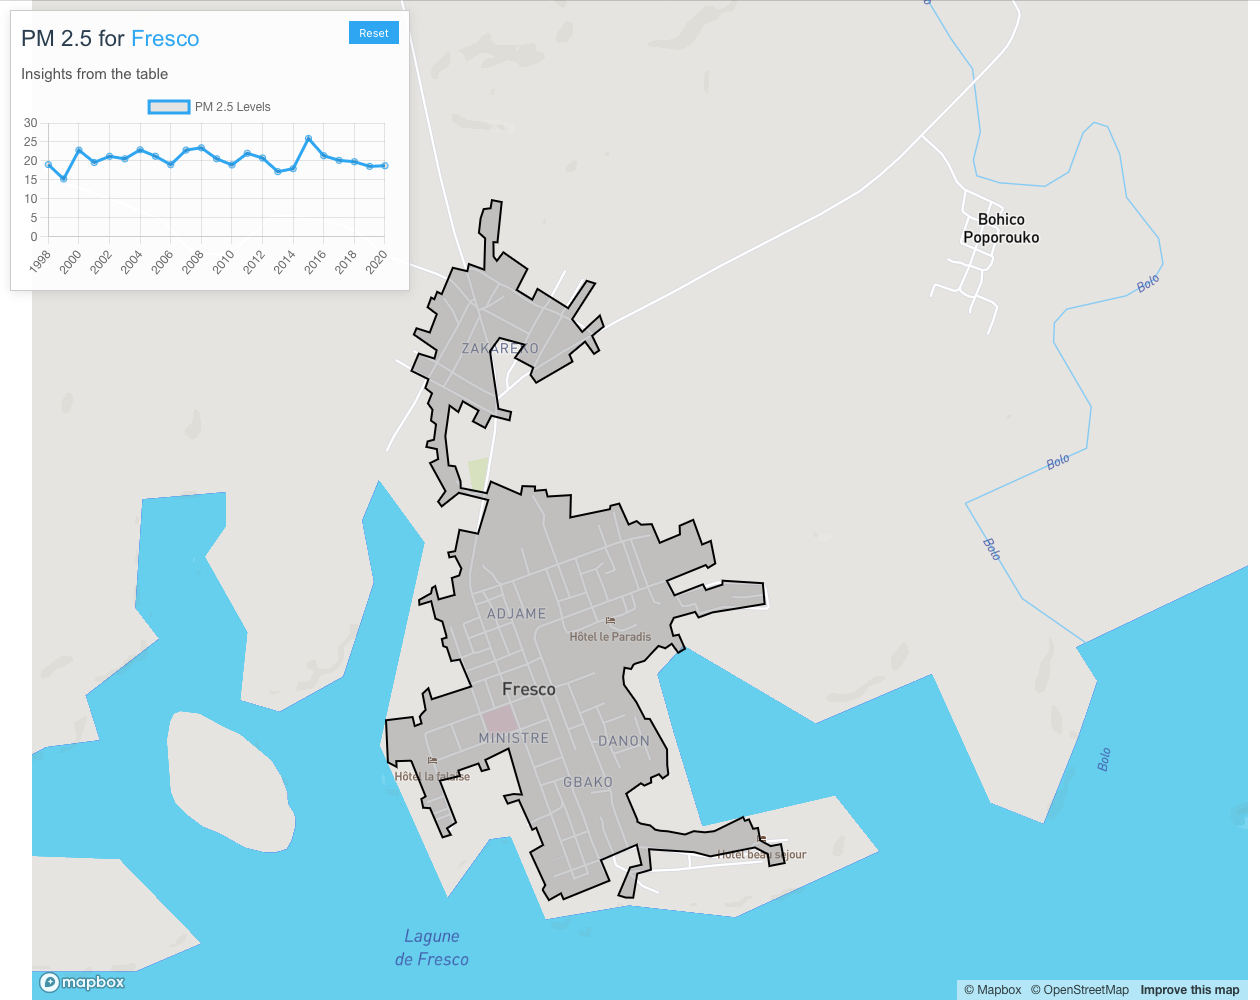 PM 2.5 for Fresco
Reset
Insights from the table
PM 2.5 Levels
30
25
20
15
10
5
0
1998
2000
2002
2004
2006
2008
2010
2012
2014
2016
2018
2020
Bohico
Poporouko
Bolo
ZAKAREKO
Bolo
Bolo
ADJAME
Hôtel le Paradis
Fresco
MINISTRE
DANON
Bolo
Hôtel la falaise
GBAKO
Hotel beau sejour
Lagune
de Fresco
mapbox
© Mapbox © OpenStreetMap Improve this map